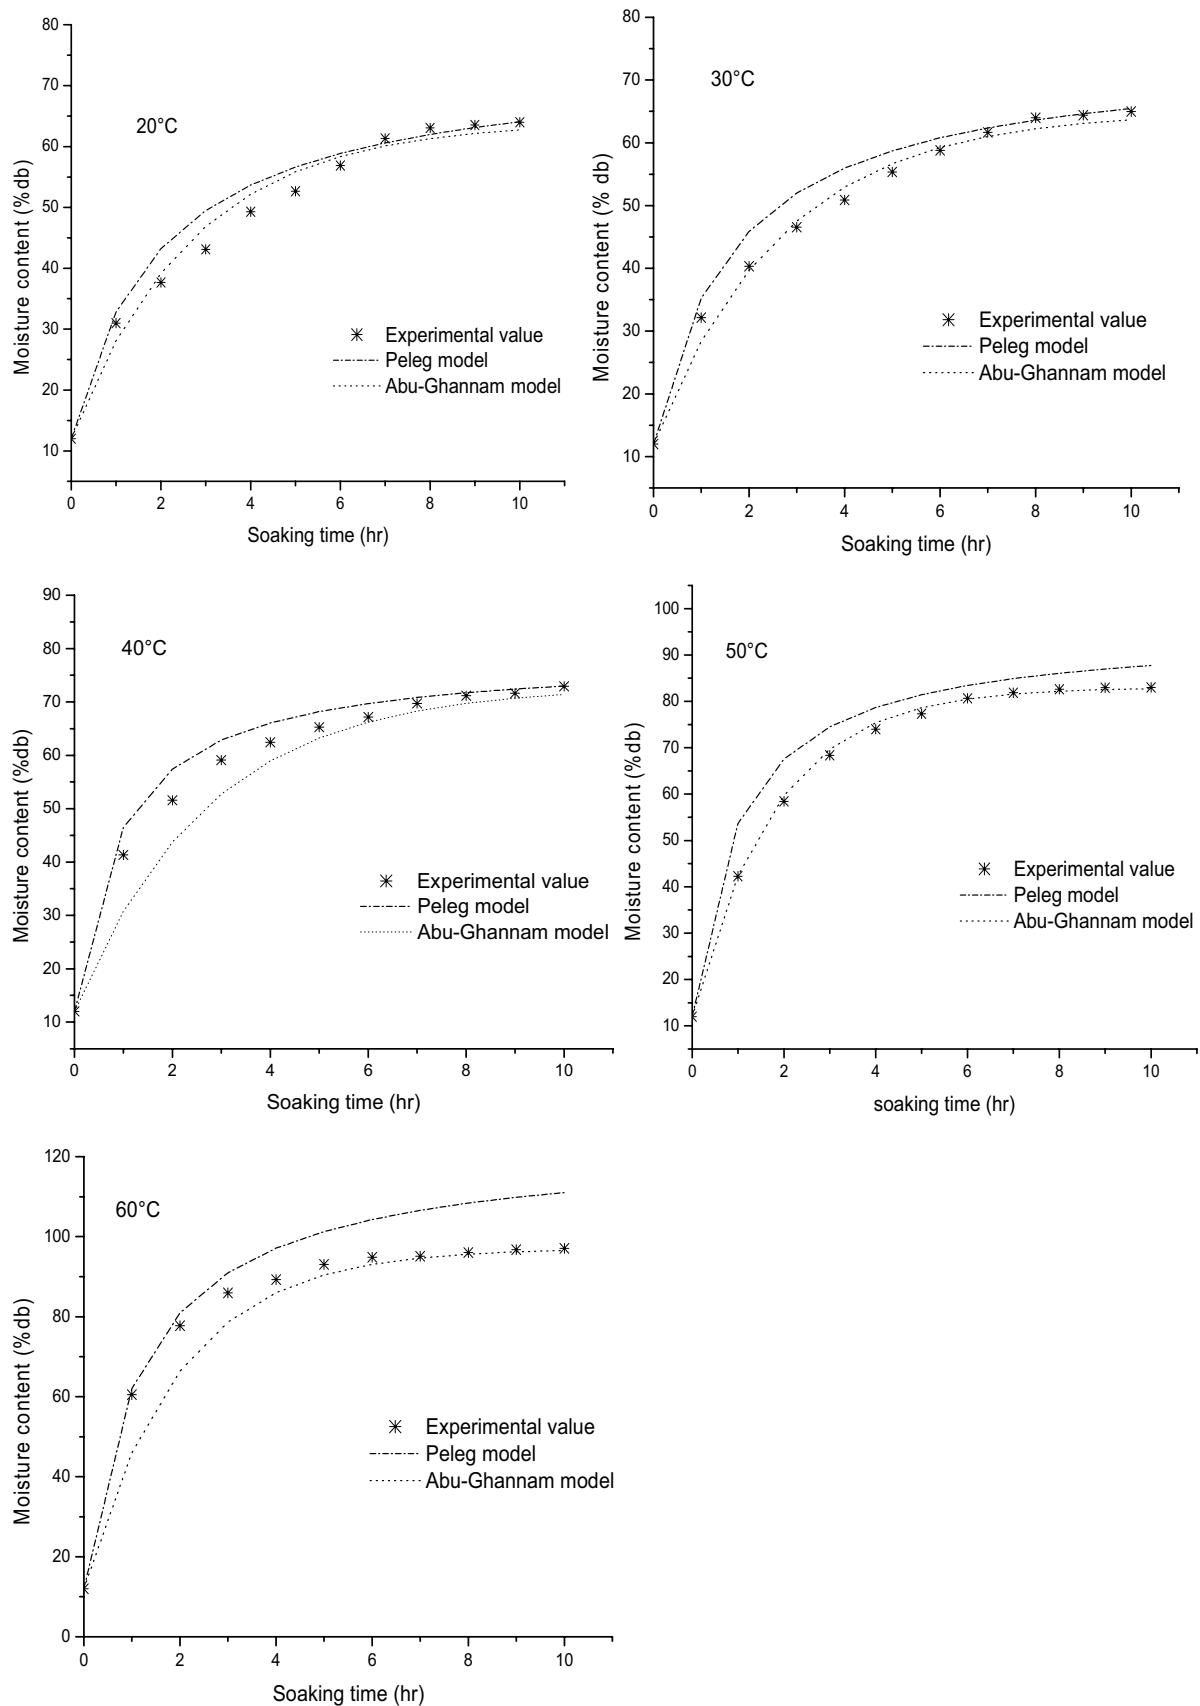 80
70
60
50
40
30
20
10
0 2 4 6 8 10
Moisture content (%db)
Soaking time (hr)
20°C
Experimental value
Peleg model
Abu-Ghannam model
80
70
60
50
40
30
20
10
0 2 4 6 8 10
Moisture content (% db)
Soaking time (hr)
30°C
Experimental value
Peleg model
Abu-Ghannam model
90
80
70
60
50
40
30
20
10
0 2 4 6 8 10
Moisture content (%db)
Soaking time (hr)
40°C
Experimental value
Peleg model
Abu-Ghannam model
100
90
80
70
60
50
40
30
20
10
0 2 4 6 8 10
Moisture content (%db)
soaking time (hr)
50°C
Experimental value
Peleg model
Abu-Ghannam model
120
100
80
60
40
20
0
0 2 4 6 8 10
Moisture content (%db)
Soaking time (hr)
60°C
Experimental value
Peleg model
Abu-Ghannam model